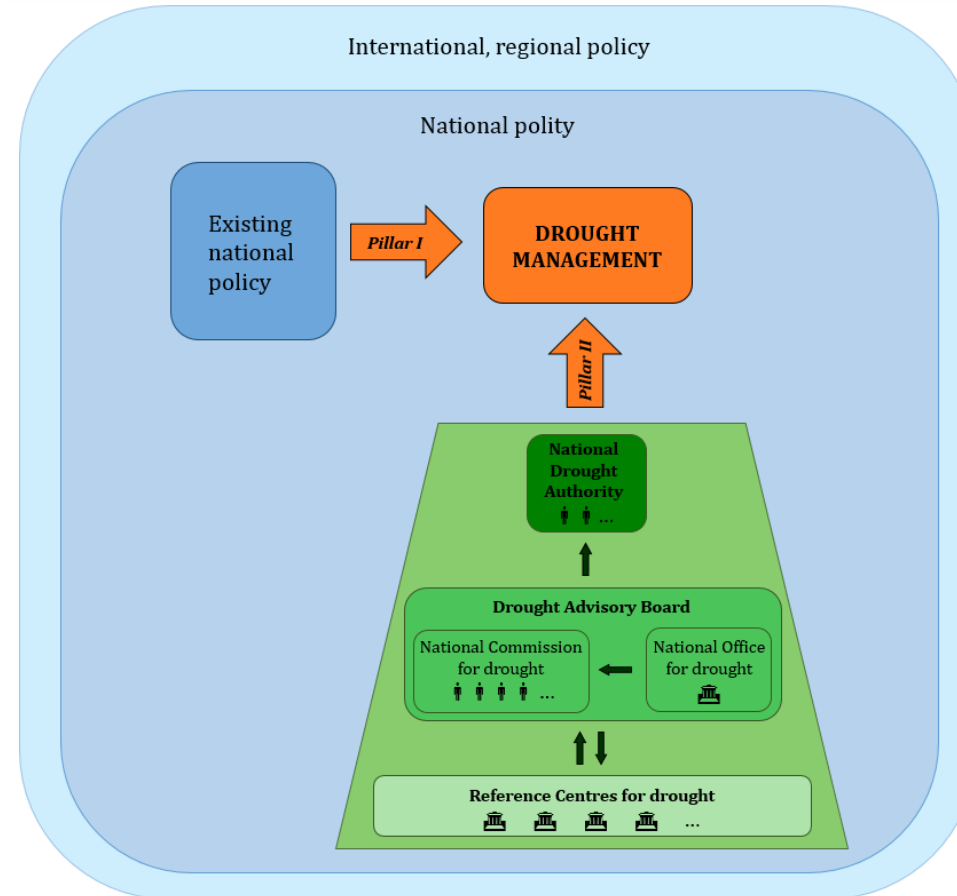 International, regional policy
National polity
Existing
national
policy
Pillar I
DROUGHT
MANAGEMENT
Pillar II
National
Drought
Authority
...
Drought Advisory Board
National Commission
for drought
...
National Office
for drought
Reference Centres for drought
...